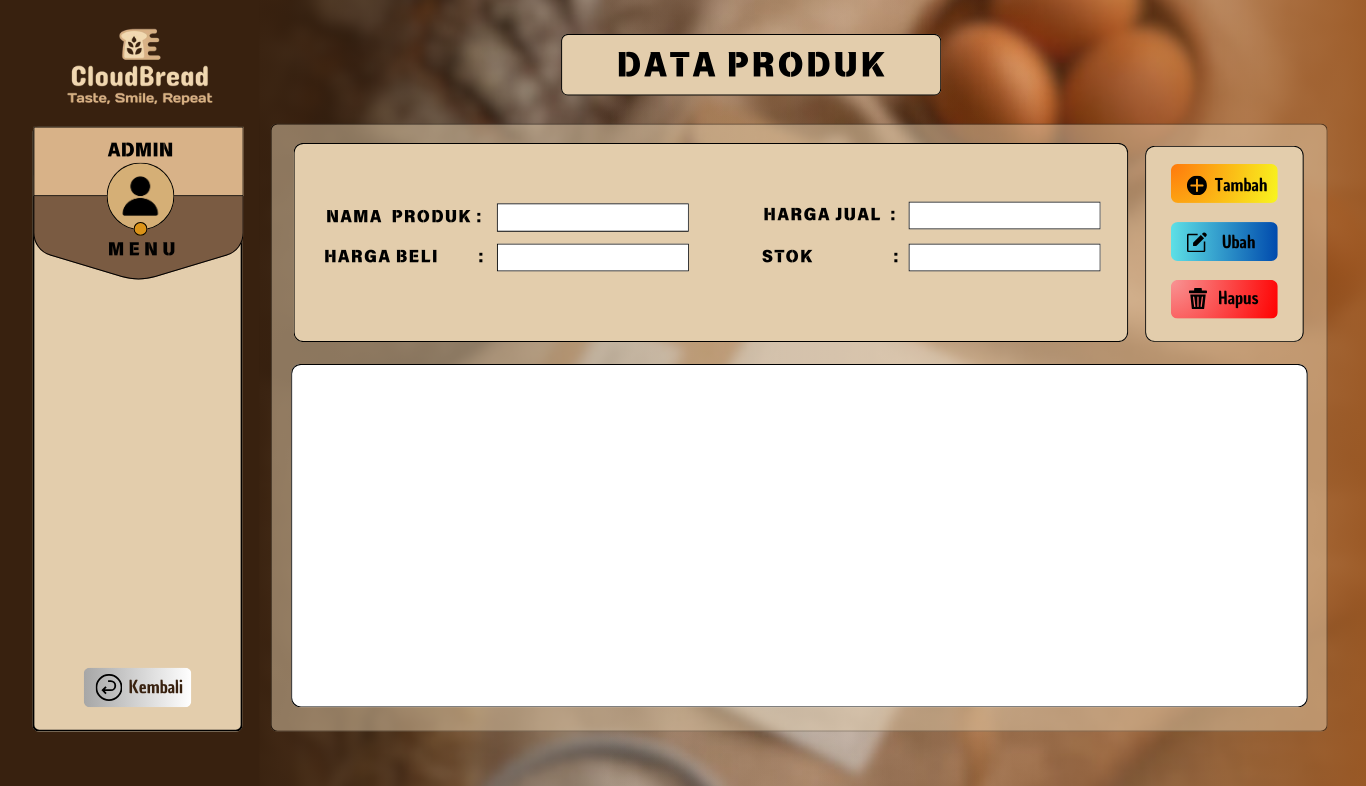 CloudBread
Taste, Smile, Repeat
DATA PRODUK
ADMIN
MENU
NAMA PRODUK :
HARGA JUAL :
HARGA BELI :
STOK :
Tambah
Ubah
Hapus
Kembali